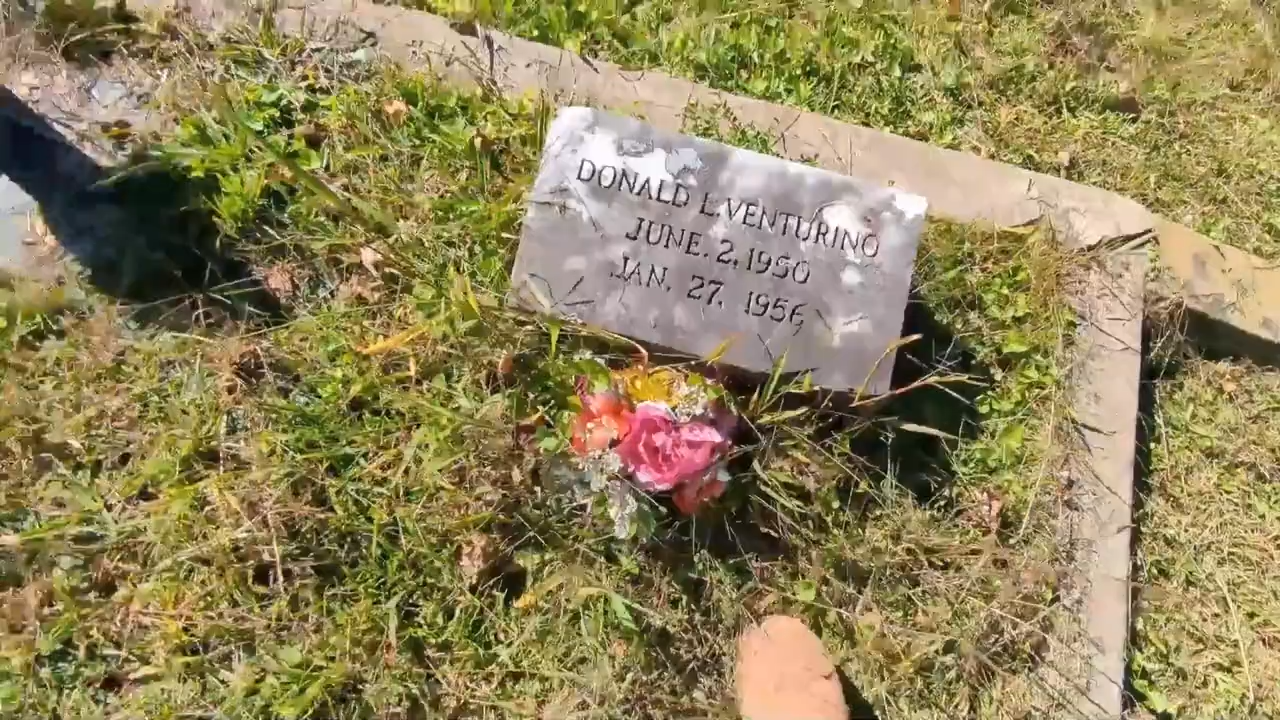 DONALD L. VENTURINO
JUNE. 2, 1950
JAN. 27, 1956